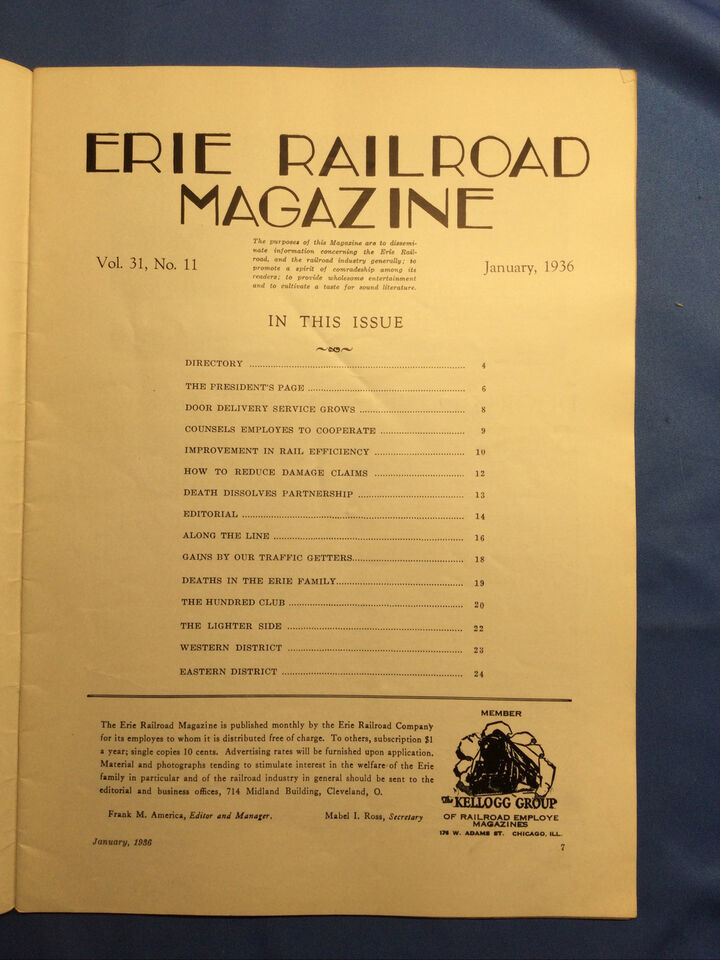 ERIE RAILROAD
MAGAZINE
Vol. 31, No. 11
The purposes of this Magazine are to dissemi-
nate information concerning the Erie Rail-
road, and the railroad industry generally; to
promote a spirit of comradeship among its
readers; to provide wholesome entertainment
and to cultivate a taste for sound literature.
January, 1936
IN THIS ISSUE
DIRECTORY 4
THE PRESIDENT'S PAGE 6
DOOR DELIVERY SERVICE GROWS 8
COUNSELS EMPLOYES TO COOPERATE 9
IMPROVEMENT IN RAIL EFFICIENCY 10
HOW TO REDUCE DAMAGE CLAIMS 12
DEATH DISSOLVES PARTNERSHIP 13
EDITORIAL 14
ALONG THE LINE 16
GAINS BY OUR TRAFFIC GETTERS 18
DEATHS IN THE ERIE FAMILY 19
THE HUNDRED CLUB 20
THE LIGHTER SIDE 22
WESTERN DISTRICT 23
EASTERN DISTRICT 24
The Erie Railroad Magazine is published monthly by the Erie Railroad Company
for its employes to whom it is distributed free of charge. To others, subscription $1
a year; single copies 10 cents. Advertising rates will be furnished upon application.
Material and photographs tending to stimulate interest in the welfare of the Erie
family in particular and of the railroad industry in general should be sent to the
editorial and business offices, 714 Midland Building, Cleveland, O.
Frank M. America, Editor and Manager. Mabel I. Ross, Secretary
MEMBER
The KELLOGG GROUP
OF RAILROAD EMPLOYE
MAGAZINES
176 W. ADAMS ST. CHICAGO, ILL.
January, 1936
7